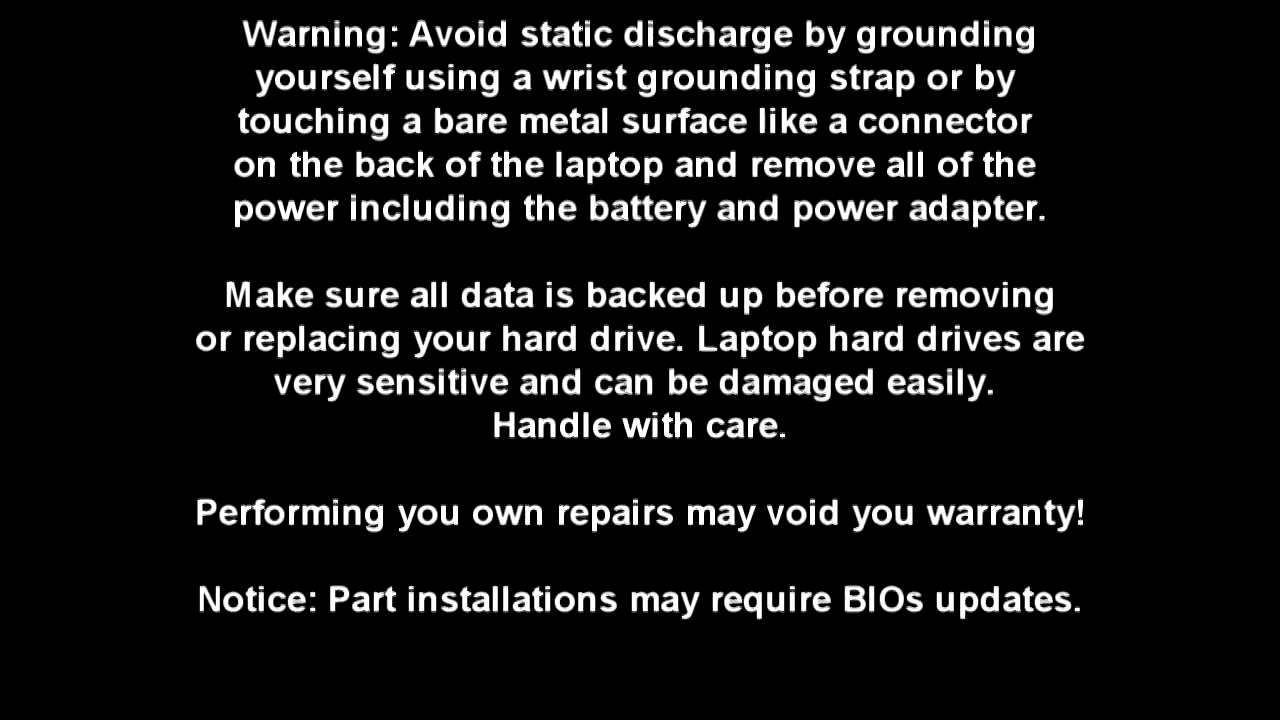 Warning: Avoid static discharge by grounding
yourself using a wrist grounding strap or by
touching a bare metal surface like a connector
on the back of the laptop and remove all of the
power including the battery and power adapter.
Make sure all data is backed up before removing
or replacing your hard drive. Laptop hard drives are
very sensitive and can be damaged easily.
Handle with care.
Performing you own repairs may void you warranty!
Notice: Part installations may require BIOs updates.